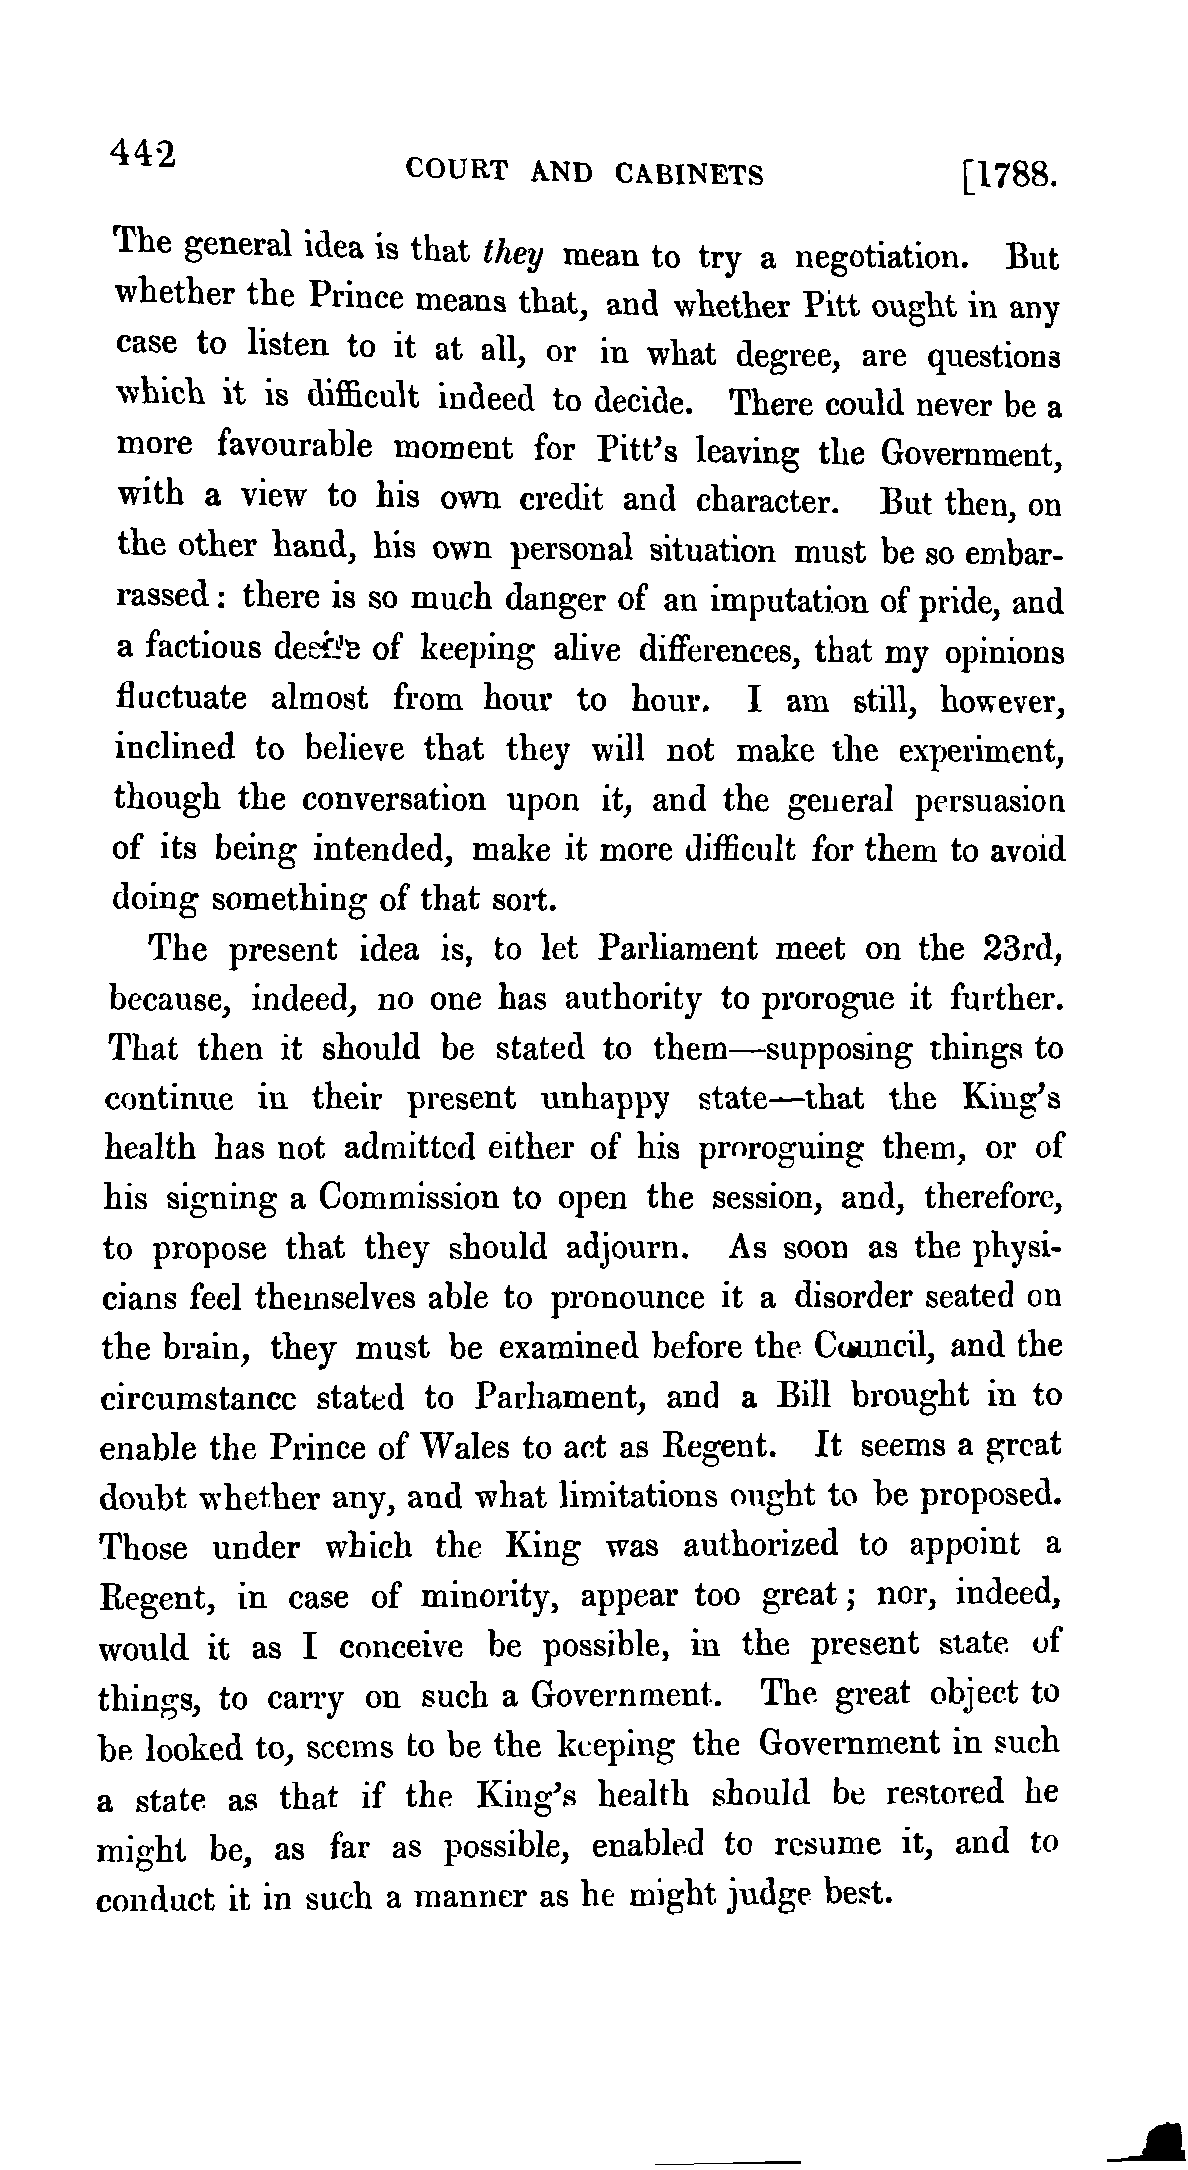 442
COURT AND CABINETS [1788.
The general idea is that they mean to try a negotiation. But
whether the Prince means that, and whether Pitt ought in any
case to listen to it at all, or in what degree, are questions
which it is difficult indeed to decide. There could never be a
more favourable moment for Pitt's leaving the Government,
with a view to his own credit and character. But then, on
the other hand, his own personal situation must be so embar-
rassed: there is so much danger of an imputation of pride, and
a factious desire of keeping alive differences, that my opinions
fluctuate almost from hour to hour. I am still, however,
inclined to believe that they will not make the experiment,
though the conversation upon it, and the general persuasion
of its being intended, make it more difficult for them to avoid
doing something of that sort.
The present idea is, to let Parliament meet on the 23rd,
because, indeed, no one has authority to prorogue it further.
That then it should be stated to them—supposing things to
continue in their present unhappy state—that the King's
health has not admitted either of his proroguing them, or of
his signing a Commission to open the session, and, therefore,
to propose that they should adjourn. As soon as the physi-
cians feel themselves able to pronounce it a disorder seated on
the brain, they must be examined before the Council, and the
circumstance stated to Parliament, and a Bill brought in to
enable the Prince of Wales to act as Regent. It seems a great
doubt whether any, and what limitations ought to be proposed.
Those under which the King was authorized to appoint a
Regent, in case of minority, appear too great; nor, indeed,
would it as I conceive be possible, in the present state of
things, to carry on such a Government. The great object to
be looked to, seems to be the keeping the Government in such
a state as that if the King's health should be restored he
might be, as far as possible, enabled to resume it, and to
conduct it in such a manner as he might judge best.